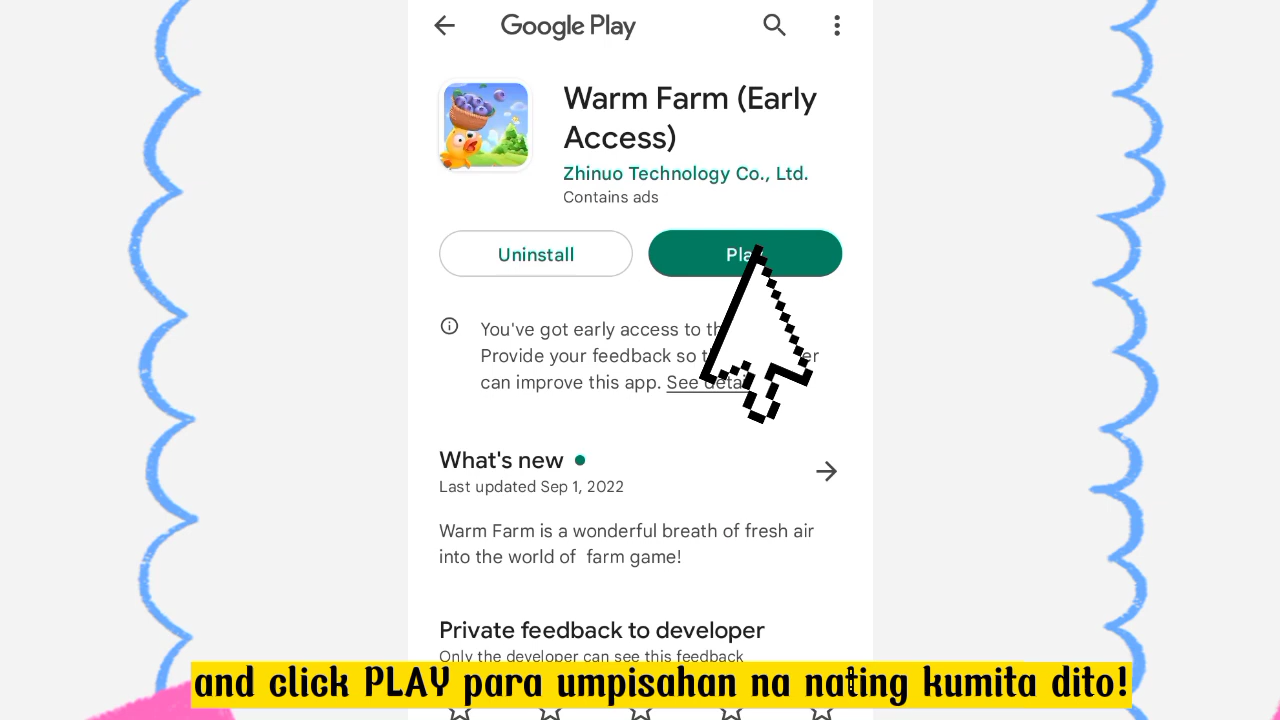 Google Play
Warm Farm (Early
Access)
Zhinuo Technology Co., Ltd.
Contains ads
Uninstall
Play
You've got early access to
Provide your feedback so
can improve this app. See
What's new
Last updated Sep 1, 2022
Warm Farm is a wonderful breath of fresh air
into the world of farm game!
Private feedback to developer
Only the developer can see this feedback
and click PLAY para umpisahan na nating kumita dito!